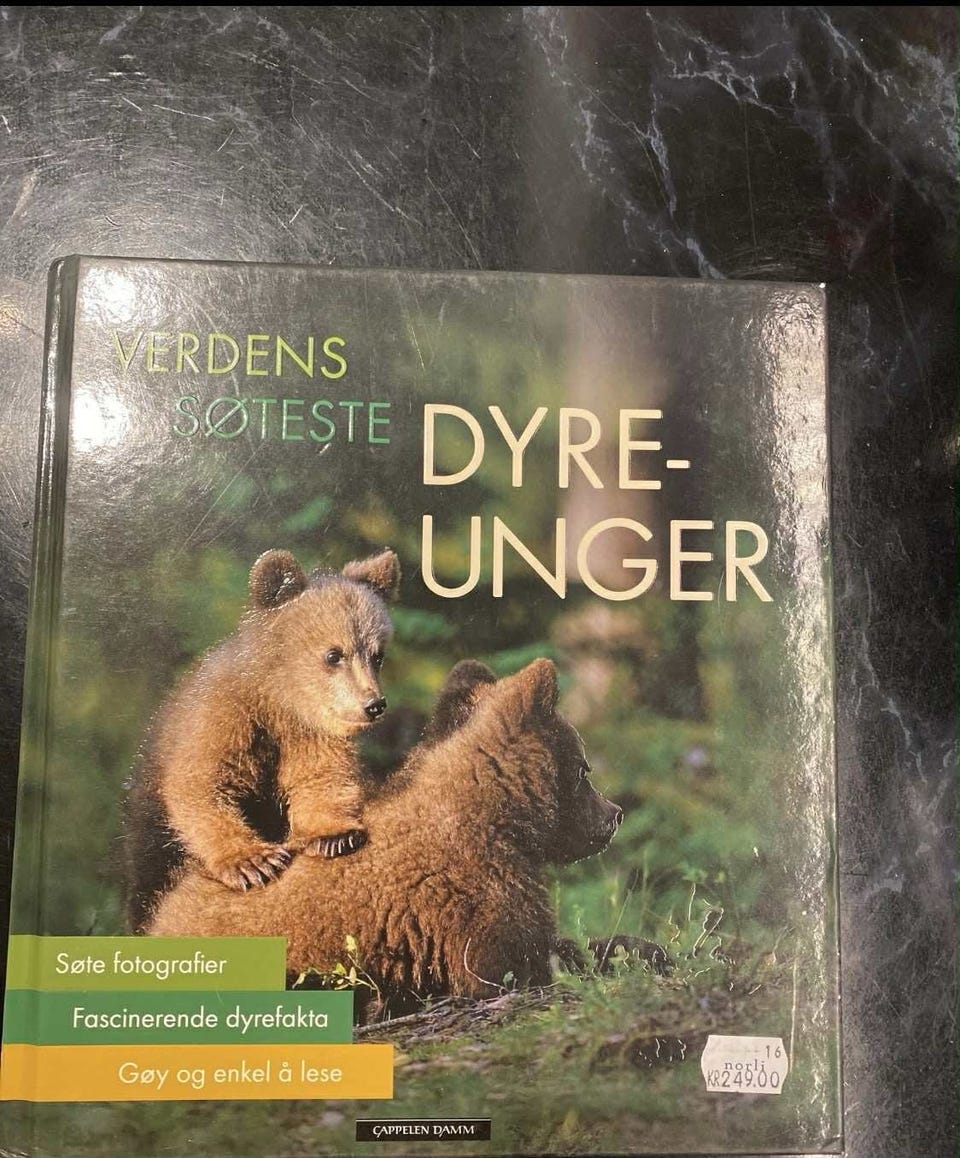 VERDENS
SØTESTE
DYRE-
UNGER
Søte fotografier
Fascinerende dyrefakta
Gøy og enkel å lese
16
norli
KR249.00
CAPPELEN DAMM